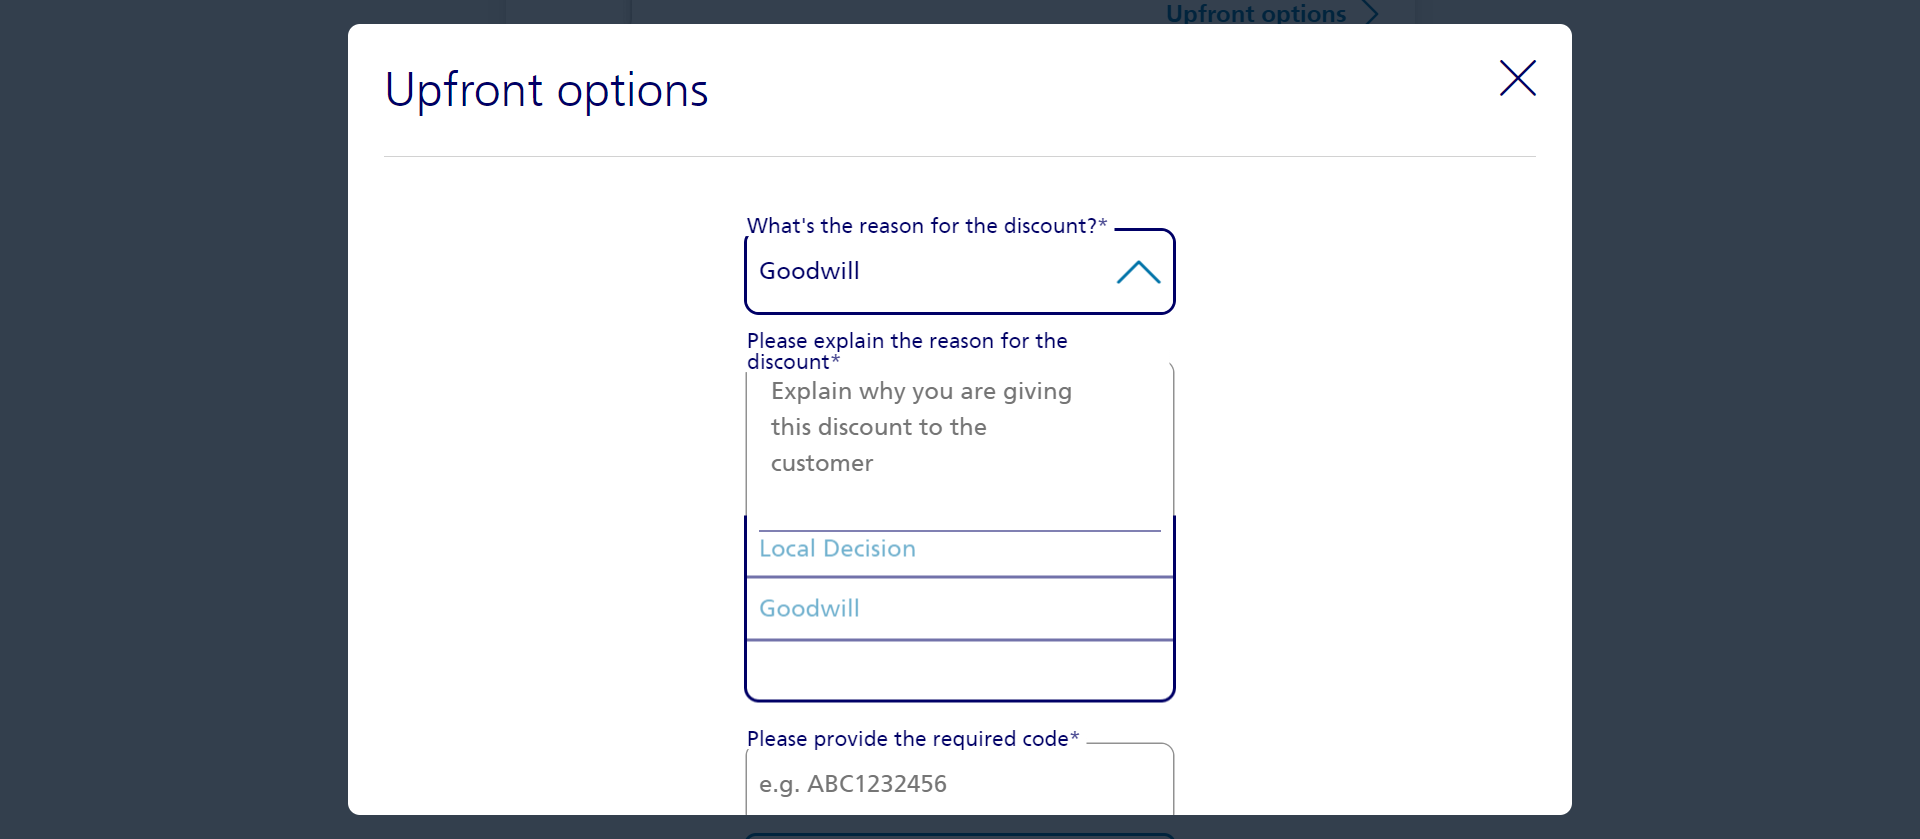 Upfront options
Upfront options
What's the reason for the discount?*
Goodwill
Please explain the reason for the
discount*
Explain why you are giving
this discount to the
customer
Local Decision
Goodwill
Please provide the required code*
e.g. ABC1232456